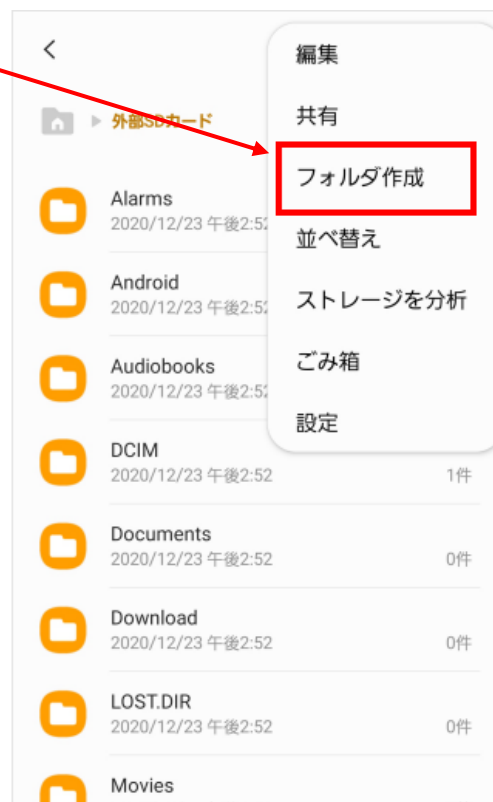 編集
外部SDカード
共有
フォルダ作成
並べ替え
ストレージを分析
ごみ箱
設定
Alarms
2020/12/23 午後2:52
Android
2020/12/23 午後2:52
Audiobooks
2020/12/23 午後2:52
DCIM
2020/12/23 午後2:52
1件
Documents
2020/12/23 午後2:52
0件
Download
2020/12/23 午後2:52
0件
LOST.DIR
2020/12/23 午後2:52
0件
Movies